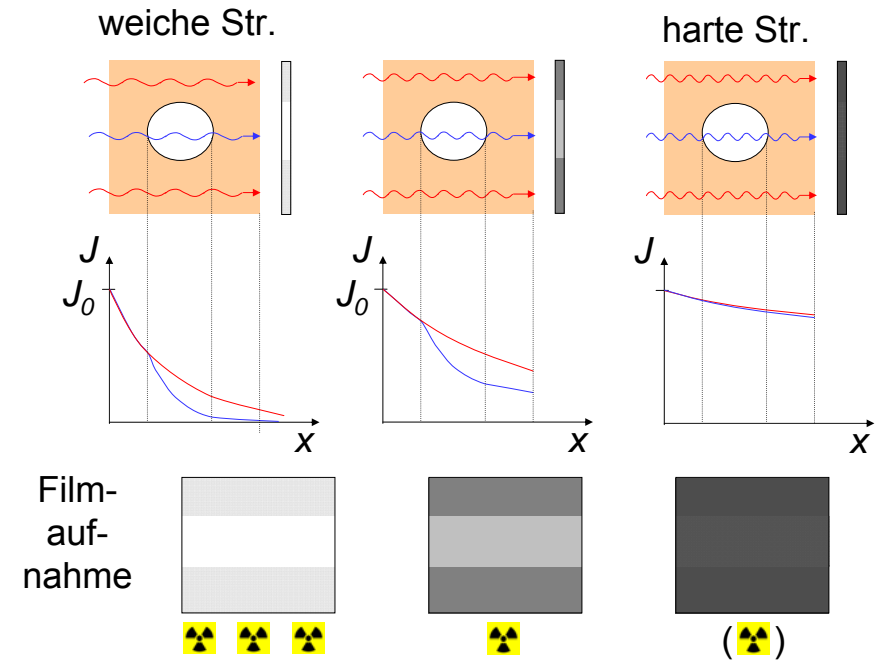 weiche Str.
harte Str.
J
J0
x
J
J0
x
J
x
Film-
auf-
nahme
( )